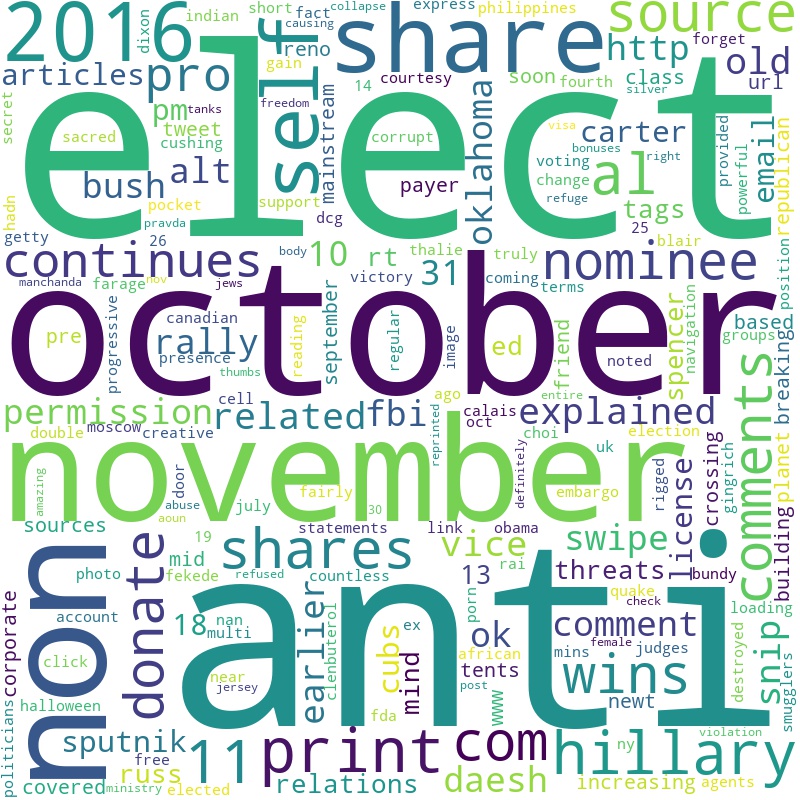 2016
dixon
indian
short
fact
collapse
express
philippines
share
source
reno
causing
gain
http
forget
old
articles
pro
self
14
courtesy
soon
fourth
class
silver
url
elect
secret
pm
tweet
cushing
sacred
freedom
tanks
mainstream
corrupt
visa
bonuses
right
carter
provided
powerful
email
republican
bush
alt
payer
oklahoma
voting
change
refuge
al
tags
support
pocket
hadn
getty
pravda
26
dcg
body
10
rt
thalie
truly
25
blair
position
continues
31
victory
coming
nominee
terms
manchanda
farage
nov
jews
october
september
canadian
progressive
pre
rally
presence
thumbs
reading
regular
image
ed
friend
noted
spencer
navigation
based
groups
breaking
cell
ago
entire
permission
related
fbi
calais
oct
explained
comments
planet
double
moscow
creative
reprinted
choi
uk
election
gingrich
november
amazing
aoun
door
abuse
july
fairly
30
definitely
embargo
rigged
license
crossing
building
sources
19
statements
link
obama
non
donate
mid
photo
fekede
shares
refused
countless
vice
rai
swipe
threats
bundy
snip
loading
anti
13
porn
quake
check
corporate
account
18
nan
multi
earlier
clenbuterol
ex
cubs
mind
ok
african
tents
comment
female
mins
judges
wins
destroyed
smugglers
click
near
jersey
fda
post
www
newt
halloween
politicians
sputnik
11
print
com
hillary
violation
ny
free
russ
covered
ministry
elected
relations
daesh
increasing
agents